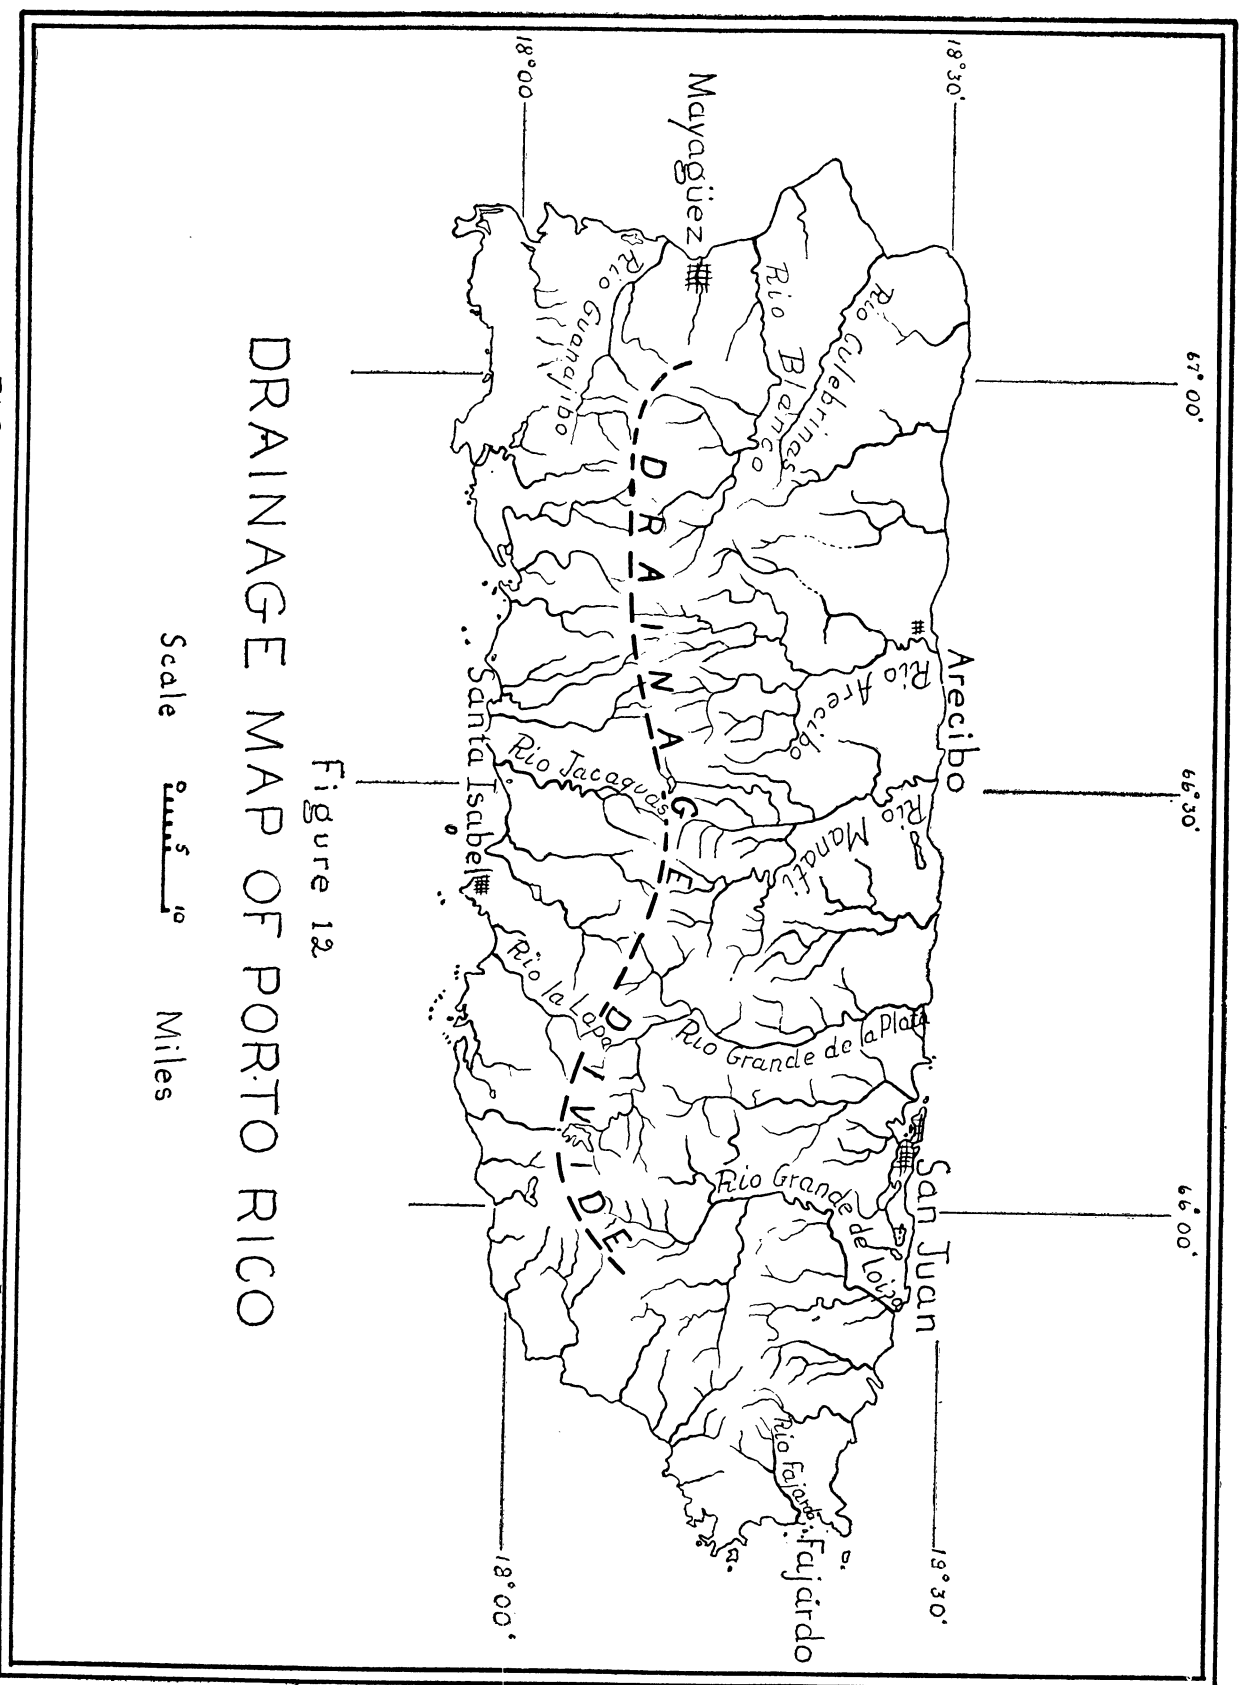 67° 00'
66° 30'
66° 00'
18° 30'
18° 30'
Arecibo
San Juan
Rio Culebrinas
Rio Arecibo
Rio Manati
Rio Grande de la Plata
Rio Grande de Loiza
Mayagüez
Rio Blanco
Rio Fajardo
Fajardo
DRAINAGE DIVIDE
Rio Guanajibo
Rio Jacaguas
Rio la Lapa
18° 00'
18° 00'
Santa Isabel
Figure 12
DRAINAGE MAP OF PORTO RICO
Scale 0 5 10 Miles